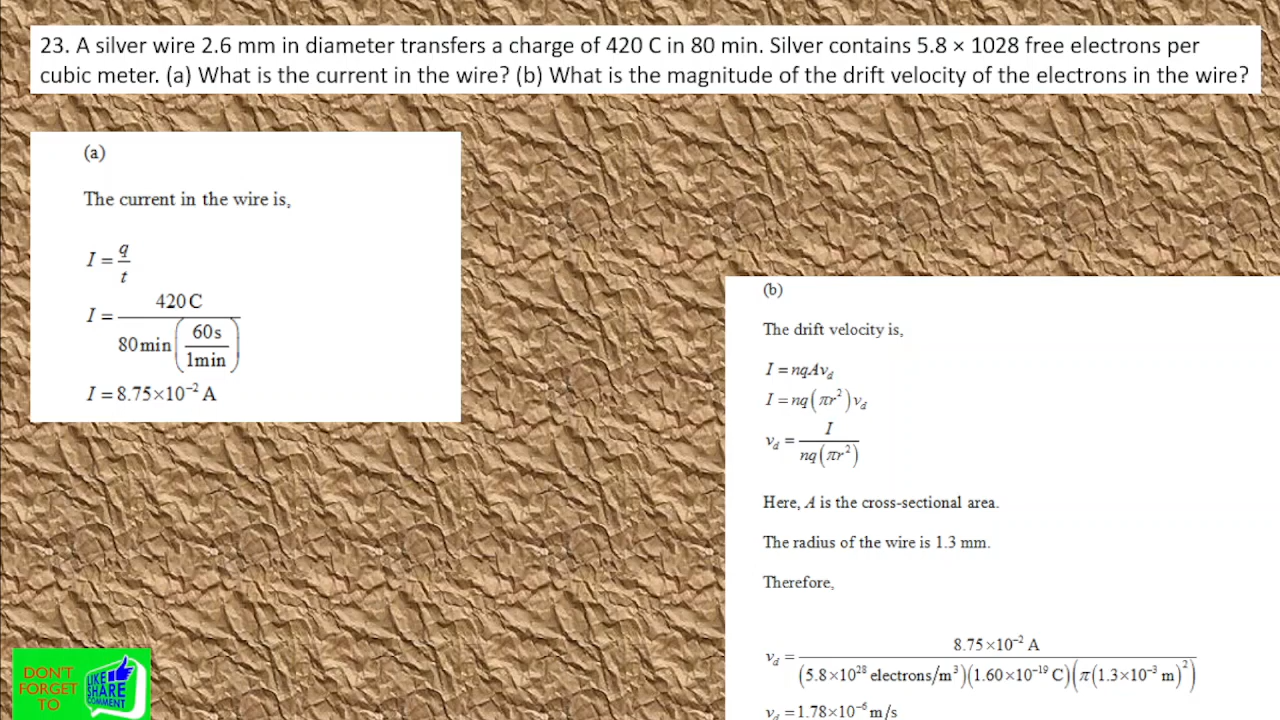 23. A silver wire 2.6 mm in diameter transfers a charge of 420 C in 80 min. Silver contains 5.8 × 1028 free electrons per
cubic meter. (a) What is the current in the wire? (b) What is the magnitude of the drift velocity of the electrons in the wire?
(a)
The current in the wire is,
I = q/t
I = 420 C / 80 min (60 s / 1 min)
I = 8.75×10⁻² A
(b)
The drift velocity is,
I = nqAv_d
I = nq(πr²)v_d
v_d = I / nq(πr²)
Here, A is the cross-sectional area.
The radius of the wire is 1.3 mm.
Therefore,
v_d = 8.75×10⁻² A / (5.8×10²⁸ electrons/m³)(1.60×10⁻¹⁹ C)(π(1.3×10⁻³ m)²)
v_d = 1.78×10⁻⁶ m/s
DON'T
FORGET
TO
LIKE
SHARE
COMMENT